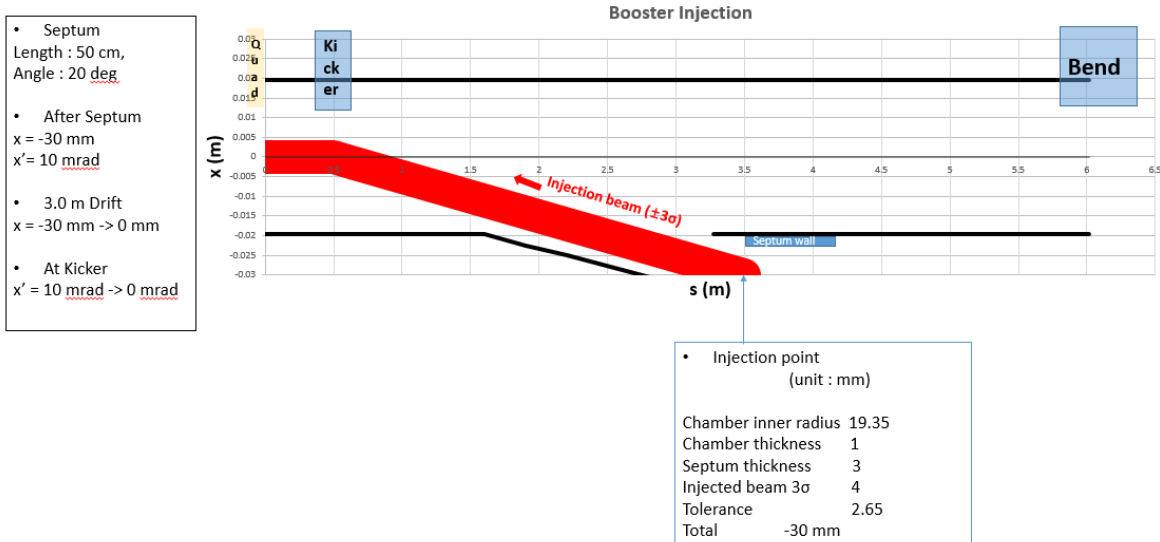 Booster Injection
• Septum
Length : 50 cm,
Angle : 20 deg
• After Septum
x = -30 mm
x′= 10 mrad
• 3.0 m Drift
x = -30 mm -> 0 mm
• At Kicker
x′ = 10 mrad -> 0 mrad
x (m)
0.03
0.025
0.02
0.015
0.01
0.005
0
-0.005
-0.01
-0.015
-0.02
-0.025
-0.03
Quad
Ki
ck
er
Bend
0
0.5
1
1.5
2
2.5
3
3.5
4
4.5
5
5.5
6
6.5
Injection beam (±3σ)
Septum wall
s (m)
• Injection point
(unit : mm)
Chamber inner radius 19.35
Chamber thickness 1
Septum thickness 3
Injected beam 3σ 4
Tolerance 2.65
Total -30 mm